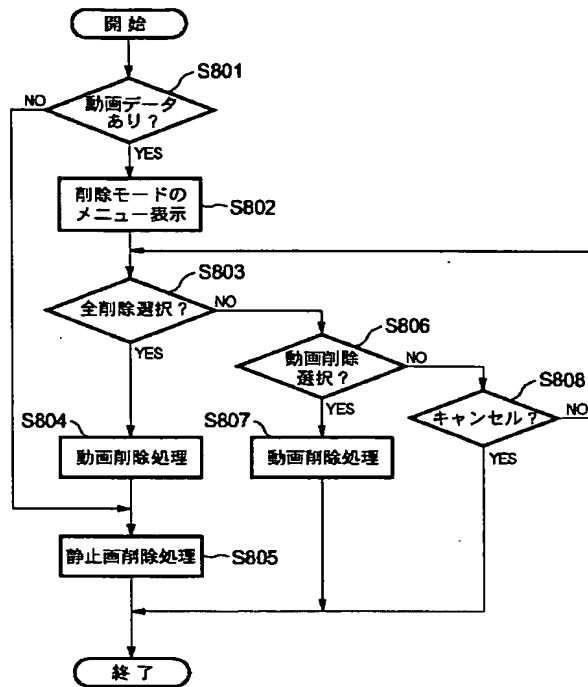 開始
S801
NO
動画データ
あり？
YES
削除モードの
メニュー表示
S802
S803
全削除選択？
NO
YES
S806
動画削除
選択？
NO
YES
S808
キャンセル？
NO
YES
S804
動画削除処理
S807
動画削除処理
静止画削除処理
S805
終了